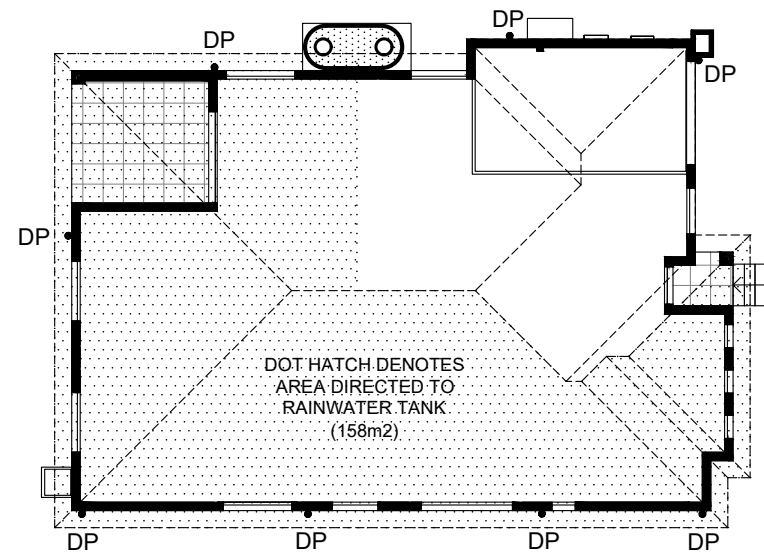 DP
DP
DP
DP
DOT HATCH DENOTES
AREA DIRECTED TO
RAINWATER TANK
(158m2)
DP
DP
DP
DP